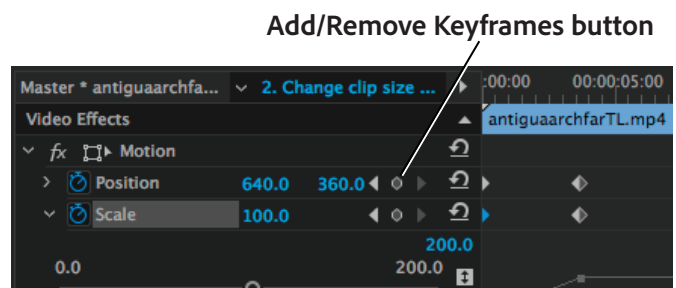 Add/Remove Keyframes button
Master * antiguaarchfa... 2. Change clip size ... :00:00 00:00:05:00
Video Effects antiguaarchfarTL.mp4
fx Motion
Position 640.0 360.0
Scale 100.0
200.0
0.0 200.0